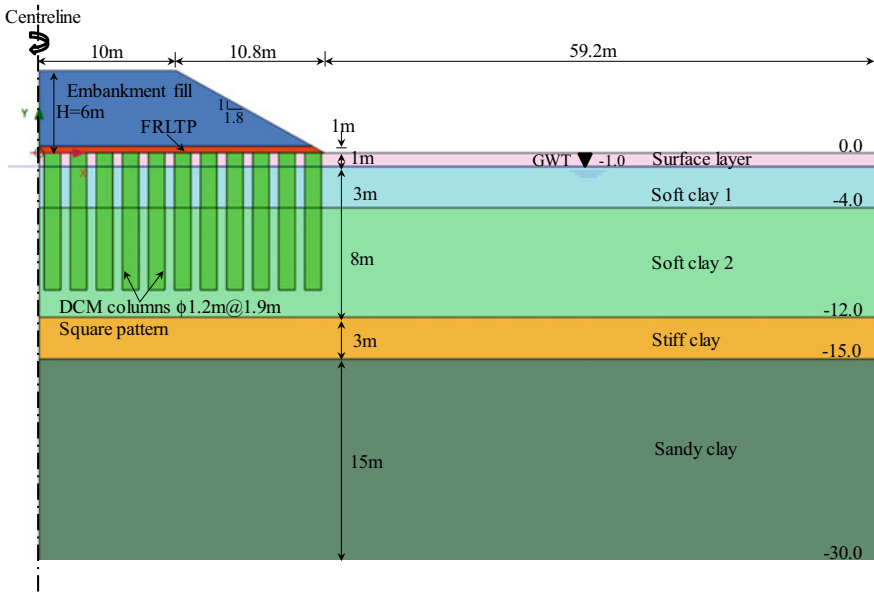 Centreline
10m
10.8m
59.2m
Embankment fill
H=6m
1
1.8
Y
FRLTP
1m
0.0
X
1m
GWT
-1.0
Surface layer
3m
Soft clay 1
-4.0
8m
Soft clay 2
DCM columns ϕ1.2m@1.9m
-12.0
Square pattern
3m
Stiff clay
-15.0
15m
Sandy clay
-30.0